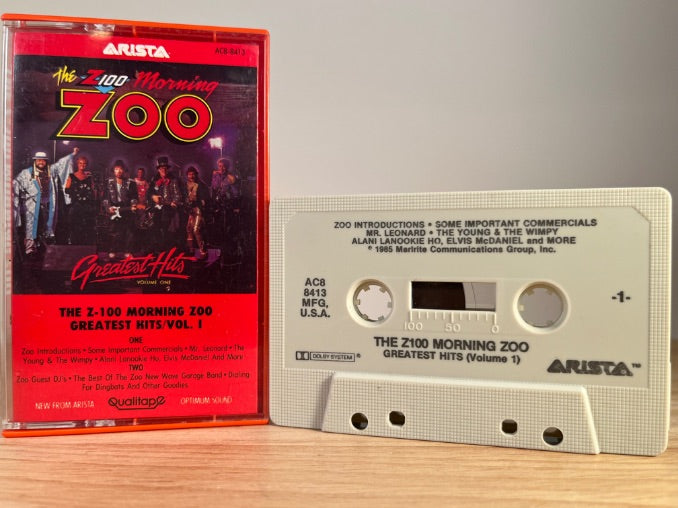 ARISTA
AC8-8413
The Z-100 Morning
ZOO
Greatest Hits
VOLUME ONE
THE Z-100 MORNING ZOO
GREATEST HITS/VOL. I
ONE
Zoo Introductions • Some Important Commercials • Mr. Leonard • The
Young & The Wimpy • Alani Lanookie Ho, Elvis McDaniel And More
TWO
Zoo Guest DJ's • The Best Of The Zoo New Wave Garage Band • Dialing
For Dingbats And Other Goodies
NEW FROM ARISTA
Qualitape
OPTIMUM SOUND
ZOO INTRODUCTIONS • SOME IMPORTANT COMMERCIALS
MR. LEONARD • THE YOUNG & THE WIMPY
ALANI LANOOKIE HO, ELVIS McDANIEL and MORE
℗ 1985 Malrite Communications Group, Inc.
AC8
8413
MFG.
U.S.A.
-1-
100 50 0
THE Z100 MORNING ZOO
GREATEST HITS (Volume 1)
DOLBY SYSTEM®
ARISTA™